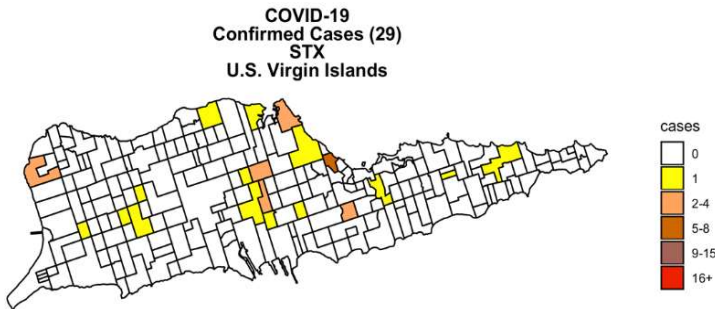 COVID-19
Confirmed Cases (29)
STX
U.S. Virgin Islands
cases
0
1
2-4
5-8
9-15
16+